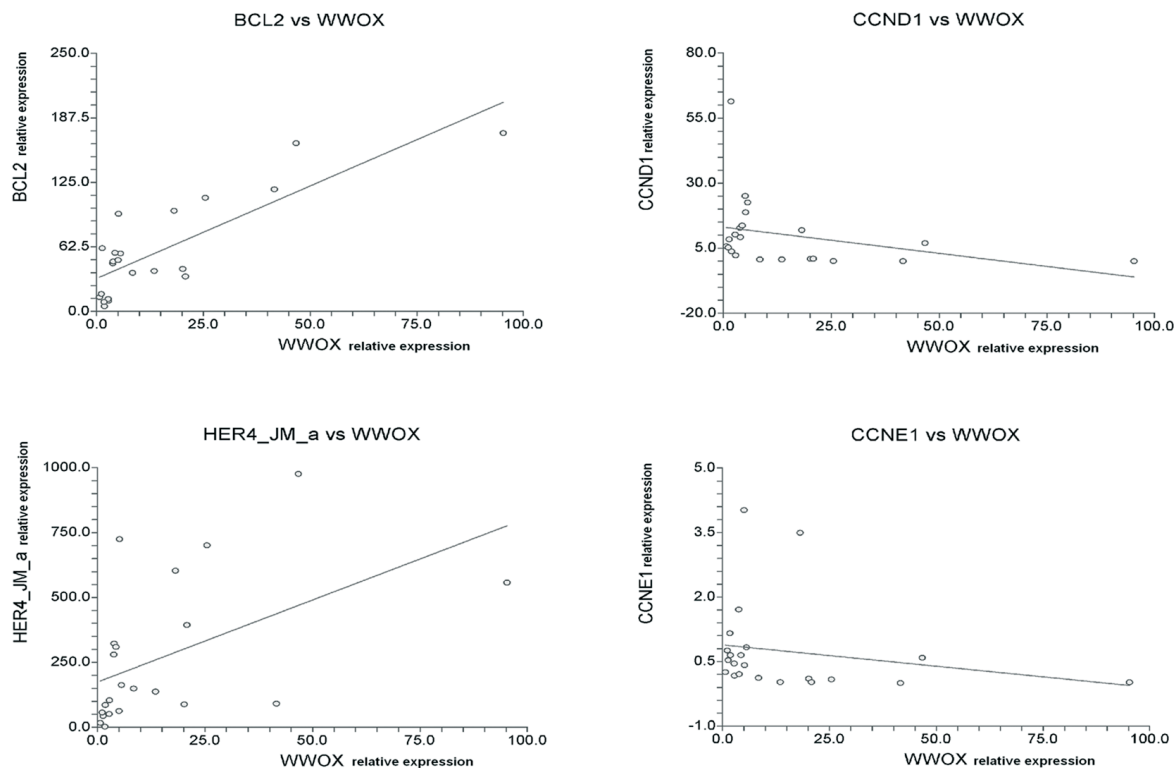 BCL2 vs WWOX
250.0
187.5
125.0
62.5
0.0
BCL2 relative expression
0.0 25.0 50.0 75.0 100.0
WWOX relative expression
CCND1 vs WWOX
80.0
55.0
30.0
5.0
-20.0
CCND1 relative expression
0.0 25.0 50.0 75.0 100.0
WWOX relative expression
HER4_JM_a vs WWOX
1000.0
750.0
500.0
250.0
0.0
HER4_JM_a relative expression
0.0 25.0 50.0 75.0 100.0
WWOX relative expression
CCNE1 vs WWOX
5.0
3.5
2.0
0.5
-1.0
CCNE1 relative expression
0.0 25.0 50.0 75.0 100.0
WWOX relative expression